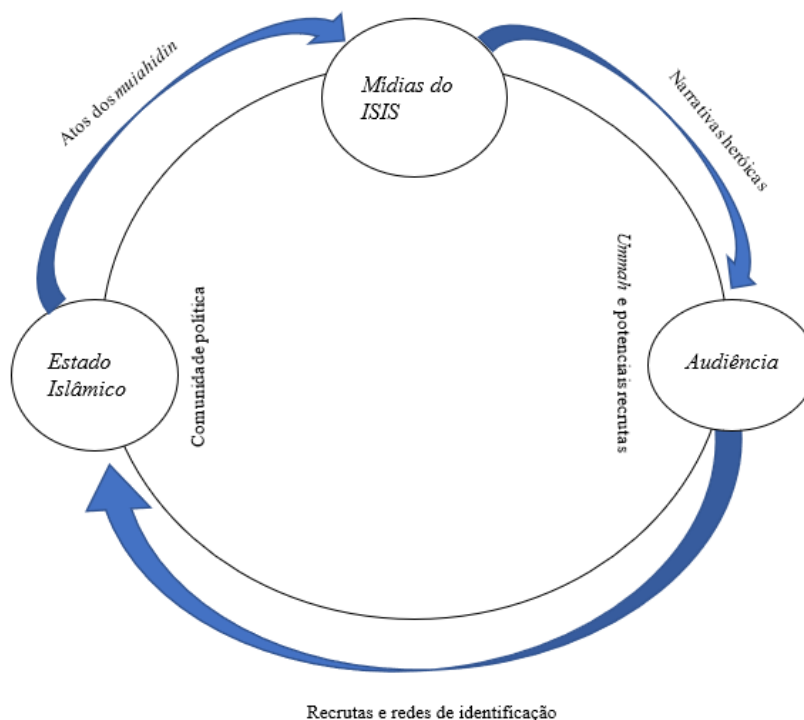 Mídias do
ISIS
Atos dos mujahidin
Narrativas heróicas
Ummah e potenciais recrutas
Comunidade política
Estado
Islâmico
Audiência
Recrutas e redes de identificação